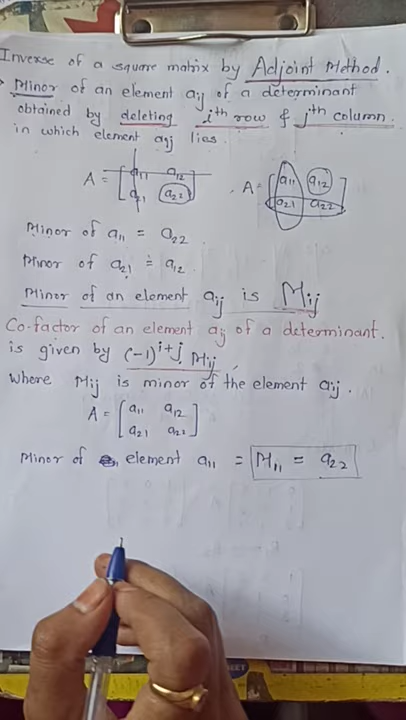 Inverse of a square matrix by Adjoint Method.
→ Minor of an element aij of a determinant
obtained by deleting ith row & jth column.
in which element aij lies.
A = [a11 a12
a21 a22] , A = [a11 a12
a21 a22]
Minor of a11 = a22.
Minor of a21 = a12.
Minor of an element aij is Mij
Co-factor of an element aij of a determinant.
is given by (-1)^i+j Mij
where Mij is minor of the element aij.
A = [a11 a12
a21 a22]
Minor of element a11 = M11 = a22